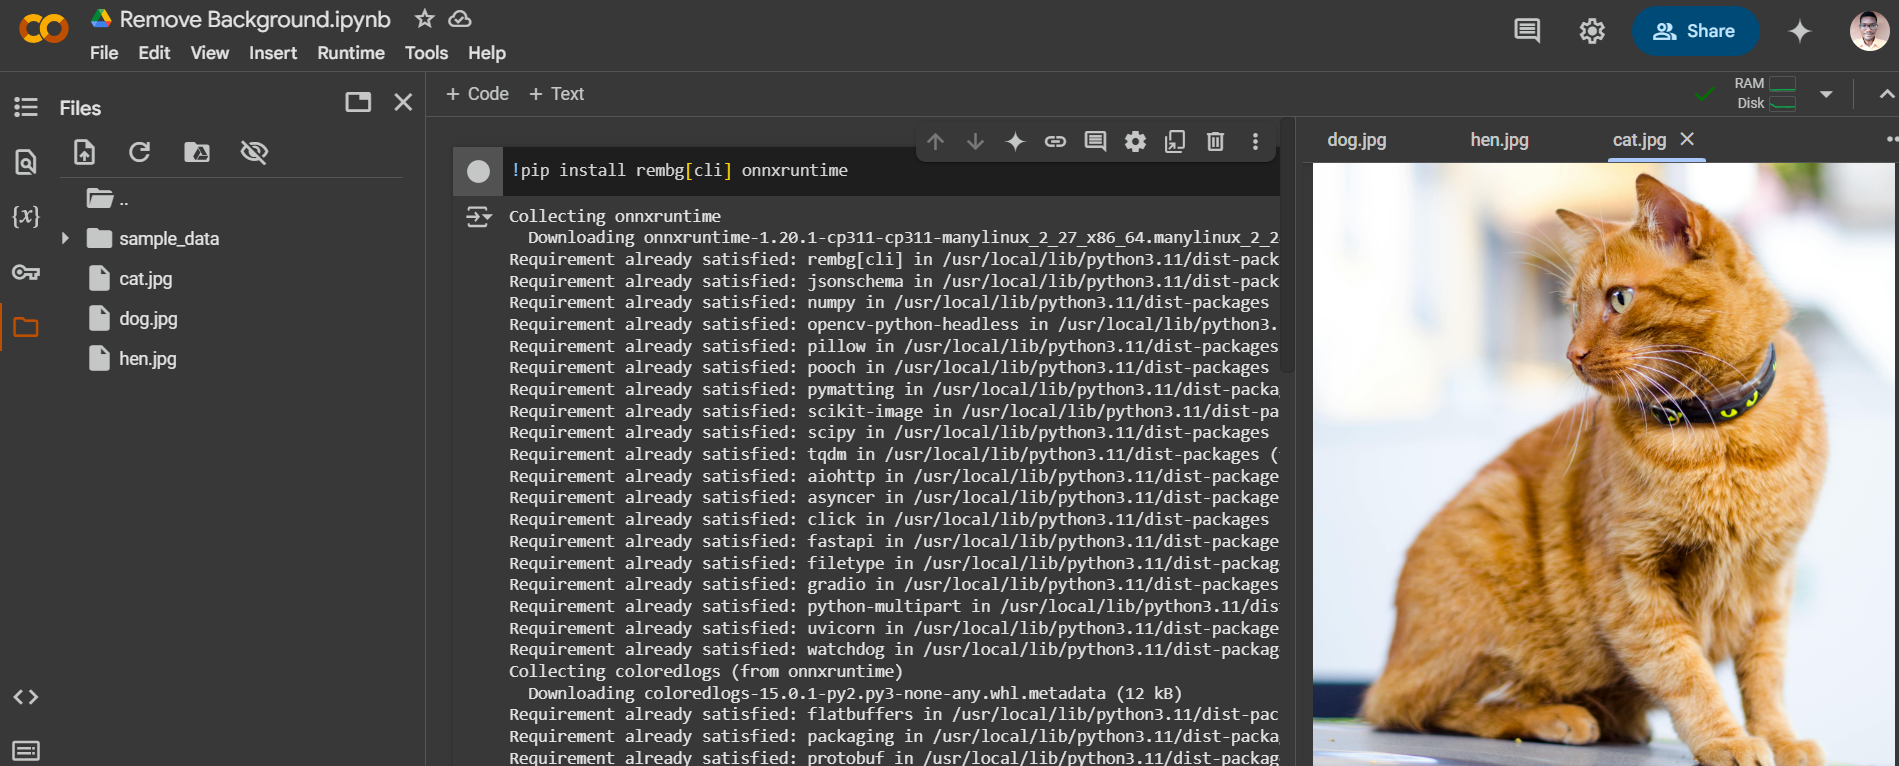 Remove Background.ipynb
File Edit View Insert Runtime Tools Help
Share
Files
+ Code + Text
RAM
Disk
..
sample_data
cat.jpg
dog.jpg
hen.jpg
{x}
!pip install rembg[cli] onnxruntime
Collecting onnxruntime
Downloading onnxruntime-1.20.1-cp311-cp311-manylinux_2_27_x86_64.manylinux_2_2
Requirement already satisfied: rembg[cli] in /usr/local/lib/python3.11/dist-pack
Requirement already satisfied: jsonschema in /usr/local/lib/python3.11/dist-pack
Requirement already satisfied: numpy in /usr/local/lib/python3.11/dist-packages
Requirement already satisfied: opencv-python-headless in /usr/local/lib/python3.
Requirement already satisfied: pillow in /usr/local/lib/python3.11/dist-packages
Requirement already satisfied: pooch in /usr/local/lib/python3.11/dist-packages
Requirement already satisfied: pymatting in /usr/local/lib/python3.11/dist-packa
Requirement already satisfied: scikit-image in /usr/local/lib/python3.11/dist-pa
Requirement already satisfied: scipy in /usr/local/lib/python3.11/dist-packages
Requirement already satisfied: tqdm in /usr/local/lib/python3.11/dist-packages (
Requirement already satisfied: aiohttp in /usr/local/lib/python3.11/dist-package
Requirement already satisfied: asyncer in /usr/local/lib/python3.11/dist-package
Requirement already satisfied: click in /usr/local/lib/python3.11/dist-packages
Requirement already satisfied: fastapi in /usr/local/lib/python3.11/dist-package
Requirement already satisfied: filetype in /usr/local/lib/python3.11/dist-packag
Requirement already satisfied: gradio in /usr/local/lib/python3.11/dist-packages
Requirement already satisfied: python-multipart in /usr/local/lib/python3.11/dis
Requirement already satisfied: uvicorn in /usr/local/lib/python3.11/dist-package
Requirement already satisfied: watchdog in /usr/local/lib/python3.11/dist-packag
Collecting coloredlogs (from onnxruntime)
Downloading coloredlogs-15.0.1-py2.py3-none-any.whl.metadata (12 kB)
Requirement already satisfied: flatbuffers in /usr/local/lib/python3.11/dist-pac
Requirement already satisfied: packaging in /usr/local/lib/python3.11/dist-packa
Requirement already satisfied: protobuf in /usr/local/lib/python3.11/dist-packag
dog.jpg hen.jpg cat.jpg